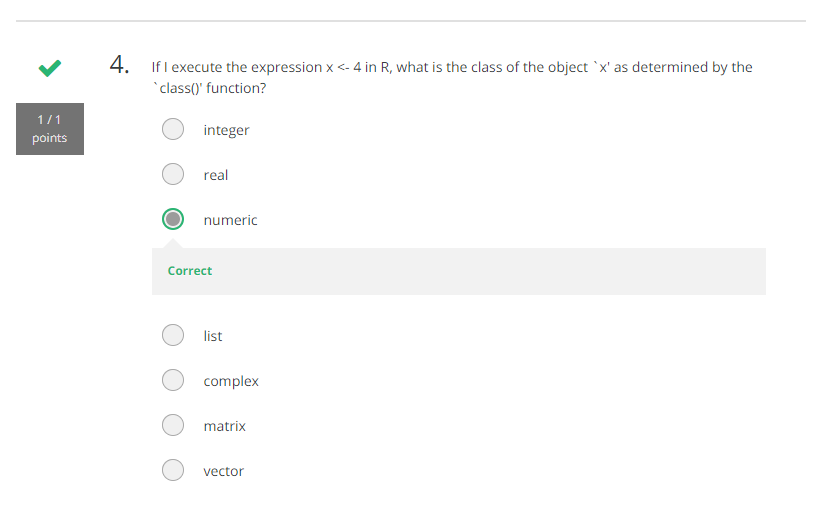 4. If I execute the expression x <- 4 in R, what is the class of the object `x' as determined by the
`class()' function?
1 / 1
points
integer
real
numeric
Correct
list
complex
matrix
vector